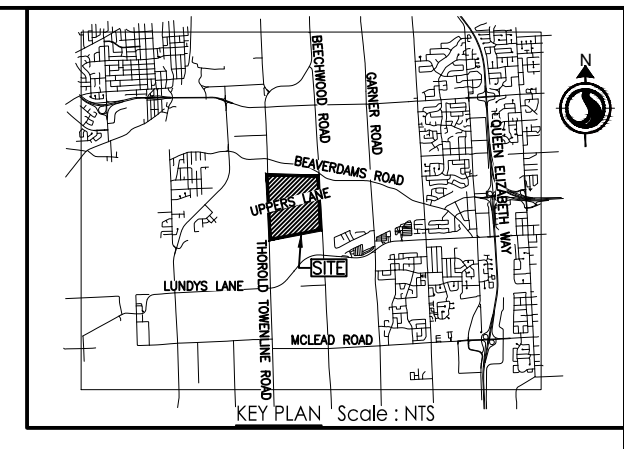 BEECHWOOD ROAD
GARNER ROAD
N
QUEEN ELIZABETH WAY
BEAVERDAMS ROAD
UPPERS LANE
SITE
THOROLD TOWENLINE ROAD
LUNDYS LANE
MCLEAD ROAD
KEY PLAN Scale : NTS